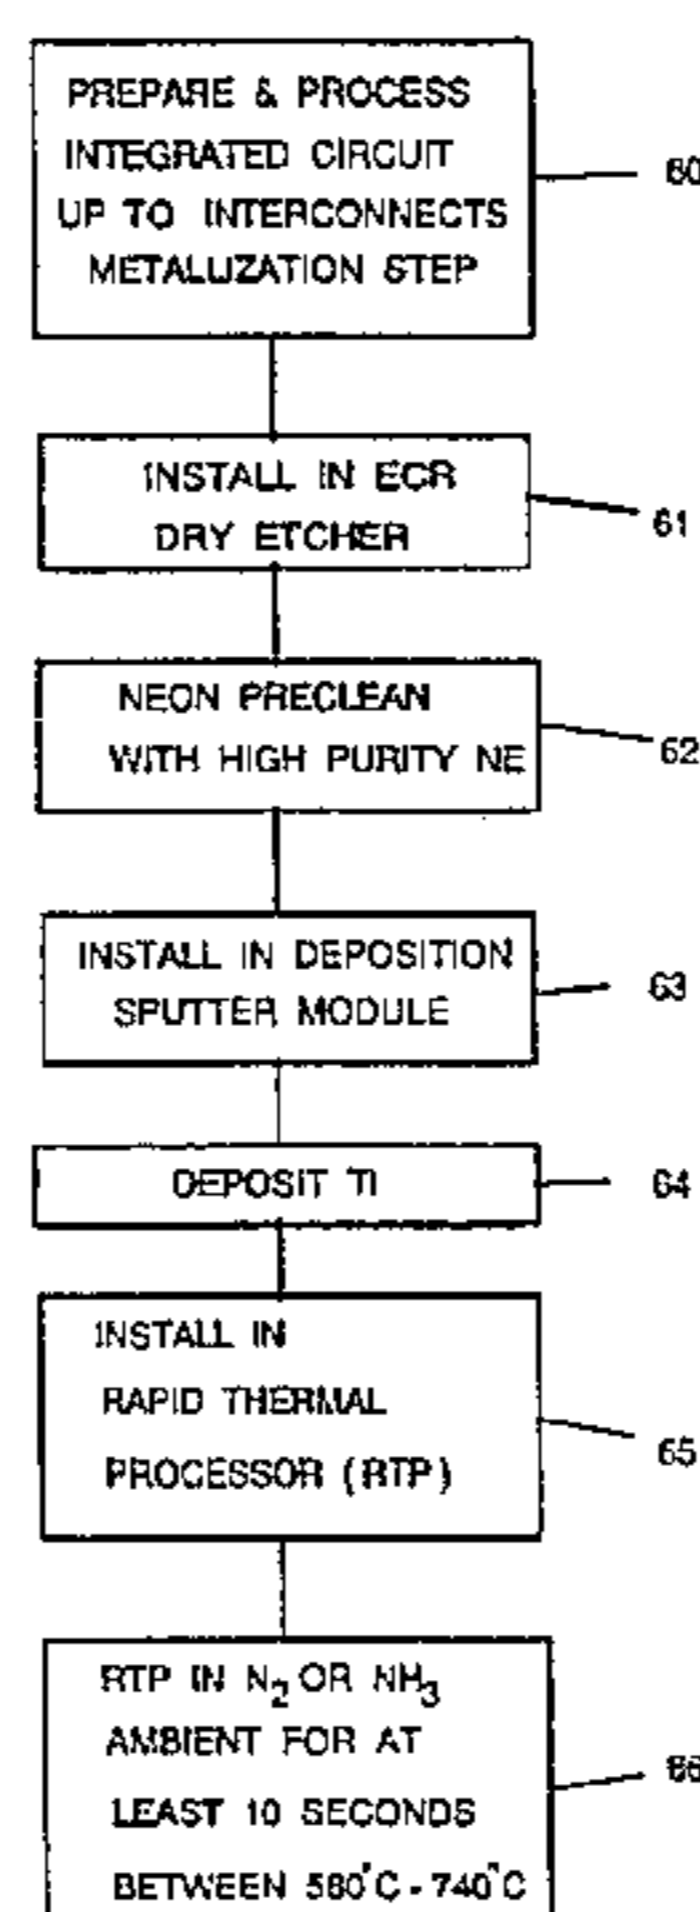 PREPARE & PROCESS
INTEGRATED CIRCUIT
UP TO INTERCONNECTS
METALLIZATION STEP
60
INSTALL IN ECR
DRY ETCHER
61
NEON PRECLEAN
WITH HIGH PURITY NE
62
INSTALL IN DEPOSITION
SPUTTER MODULE
63
DEPOSIT TI
64
INSTALL IN
RAPID THERMAL
PROCESSOR (RTP)
65
RTP IN N₂ OR NH₃
AMBIENT FOR AT
LEAST 10 SECONDS
BETWEEN 580°C - 740°C
66